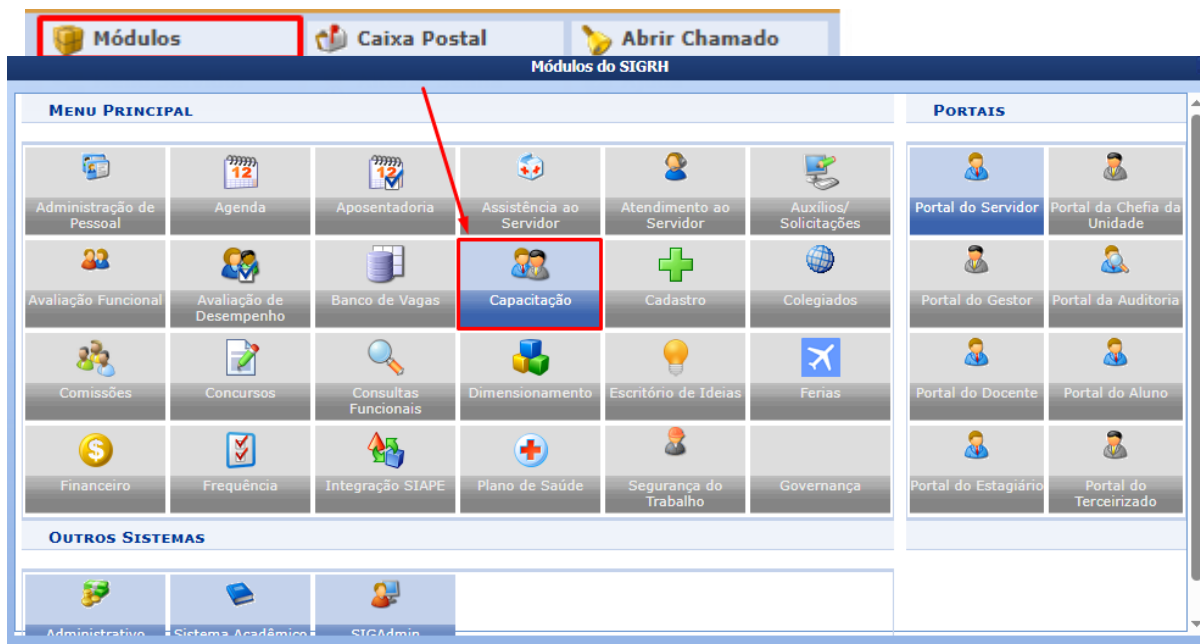 Módulos
Caixa Postal
Abrir Chamado
Módulos do SIGRH
MENU PRINCIPAL
PORTAIS
12
12
Administração de
Pessoal
Agenda
Aposentadoria
Assistência ao
Servidor
Atendimento ao
Servidor
Auxílios/
Solicitações
Portal do Servidor
Portal da Chefia da
Unidade
Avaliação Funcional
Avaliação de
Desempenho
Banco de Vagas
Capacitação
Cadastro
Colegiados
Portal do Gestor
Portal da Auditoria
Comissões
Concursos
Consultas
Funcionais
Dimensionamento
Escritório de Ideias
Ferias
Portal do Docente
Portal do Aluno
$
Financeiro
Frequência
Integração SIAPE
Plano de Saúde
Segurança do
Trabalho
Governança
Portal do Estagiário
Portal do
Terceirizado
OUTROS SISTEMAS
Administrativo
Sistema Acadêmico
SIGAdmin